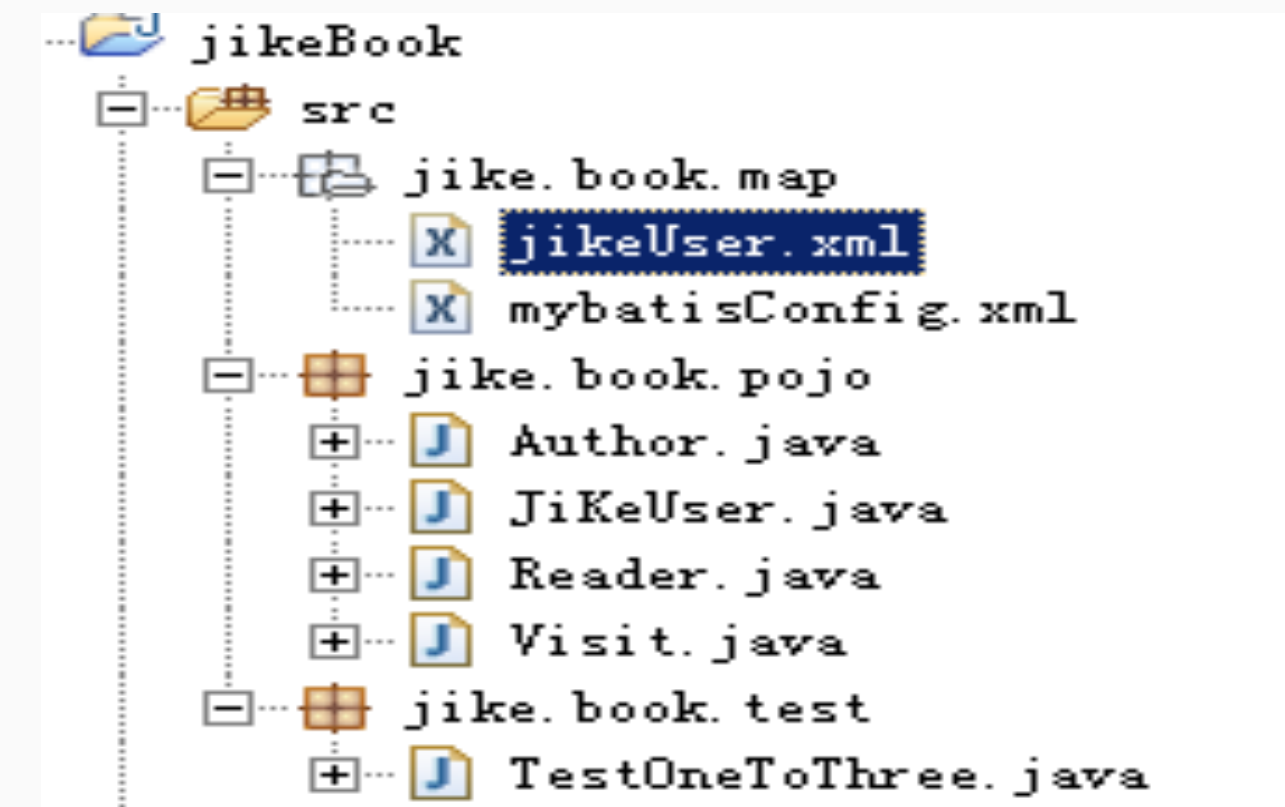 jikeBook
src
jike.book.map
jikeUser.xml
mybatisConfig.xml
jike.book.pojo
Author.java
JiKeUser.java
Reader.java
Visit.java
jike.book.test
TestOneToThree.java